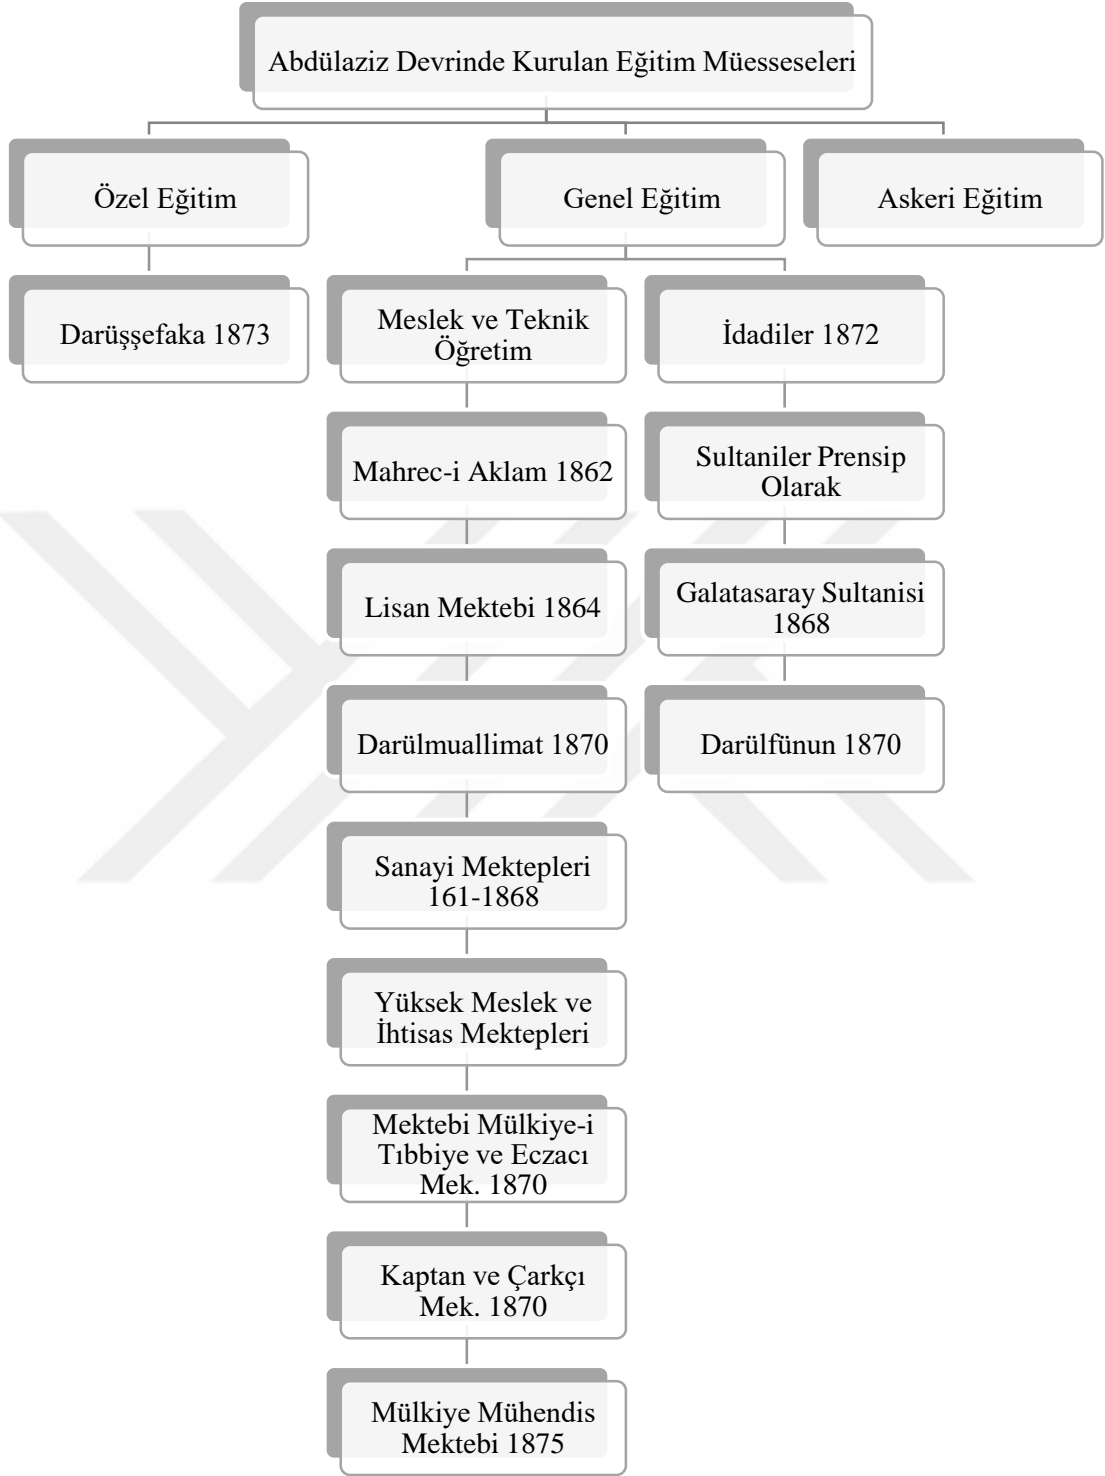 Abdülaziz Devrinde Kurulan Eğitim Müesseseleri
Özel Eğitim
Genel Eğitim
Askeri Eğitim
Darüşşefaka 1873
Meslek ve Teknik
Öğretim
İdadiler 1872
Mahrec-i Aklam 1862
Sultaniler Prensip
Olarak
Lisan Mektebi 1864
Galatasaray Sultanisi
1868
Darülmuallimat 1870
Darülfünun 1870
Sanayi Mektepleri
161-1868
Yüksek Meslek ve
İhtisas Mektepleri
Mektebi Mülkiye-i
Tıbbiye ve Eczacı
Mek. 1870
Kaptan ve Çarkçı
Mek. 1870
Mülkiye Mühendis
Mektebi 1875